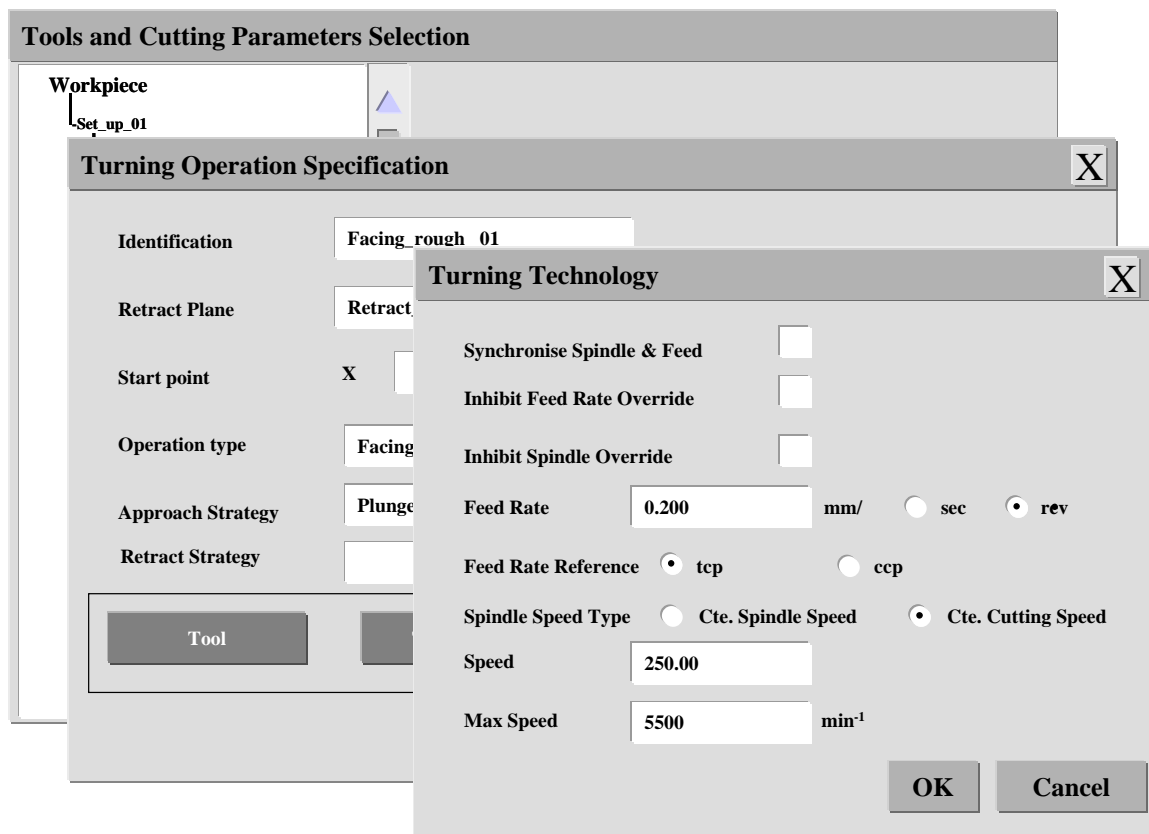 Tools and Cutting Parameters Selection
Workpiece
-Set_up_01
Turning Operation Specification
X
Identification Facing_rough_01
Retract Plane Retract_
Start point X
Operation type Facing
Approach Strategy Plunge
Retract Strategy
Tool
Turning Technology
X
Synchronise Spindle & Feed
Inhibit Feed Rate Override
Inhibit Spindle Override
Feed Rate 0.200 mm/ sec rev
Feed Rate Reference tcp ccp
Spindle Speed Type Cte. Spindle Speed Cte. Cutting Speed
Speed 250.00
Max Speed 5500 min-1
OK Cancel